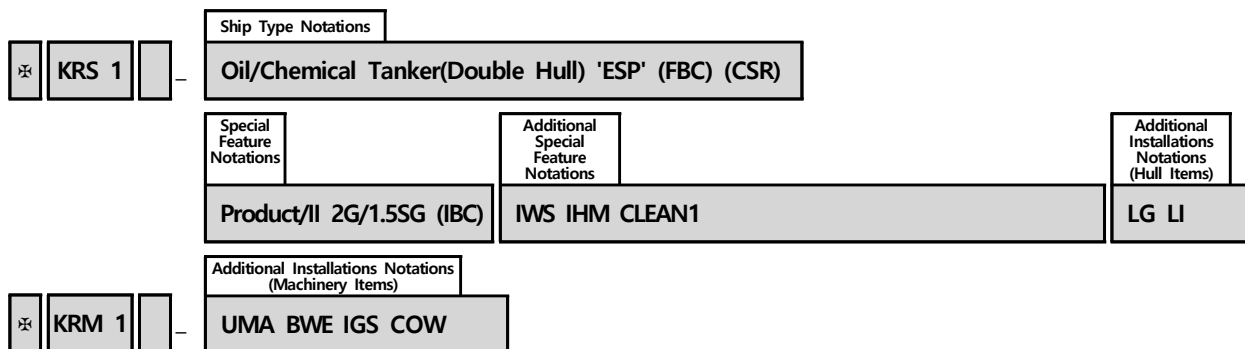 Ship Type Notations
✠ KRS 1 _ Oil/Chemical Tanker(Double Hull) 'ESP' (FBC) (CSR)
Special
Feature
Notations
Additional
Special
Feature
Notations
Additional
Installations
Notations
(Hull Items)
Product/II 2G/1.5SG (IBC)
IWS IHM CLEAN1
LG LI
Additional Installations Notations
(Machinery Items)
✠ KRM 1 _ UMA BWE IGS COW